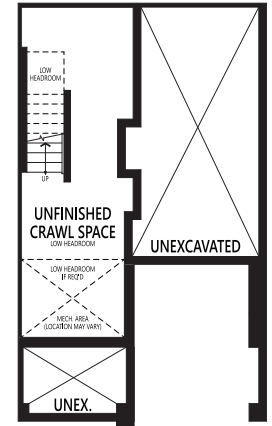 LOW
HEADROOM
UP
UNFINISHED
CRAWL SPACE
LOW HEADROOM
UNEXCAVATED
LOW HEADROOM
IF REQ'D
MECH. AREA
(LOCATION MAY VARY)
UNEX.